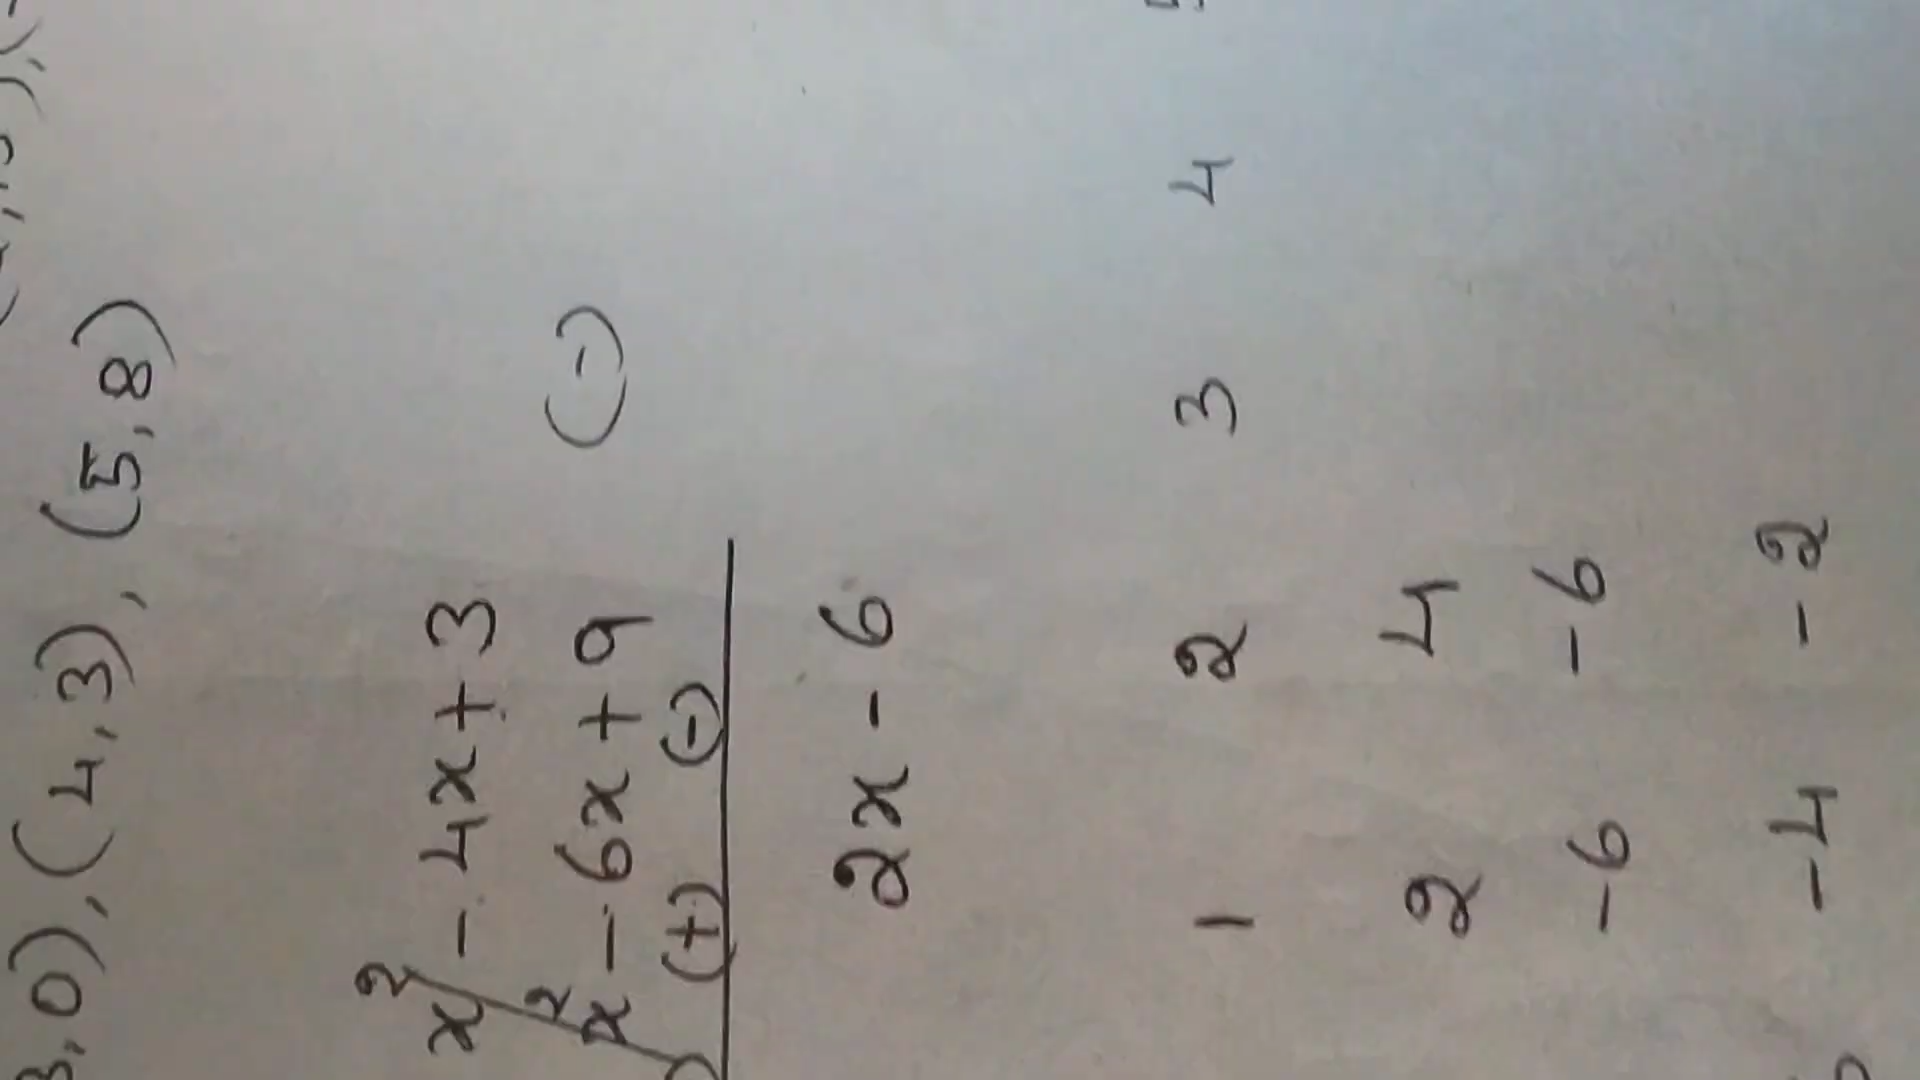 0), (4,3), (5,8)
x² - 4x + 3
x² - 6x + 9 (-)
(+) (-)
2x - 6
1 2 3 4
2 4
-6 -6
-4 -2